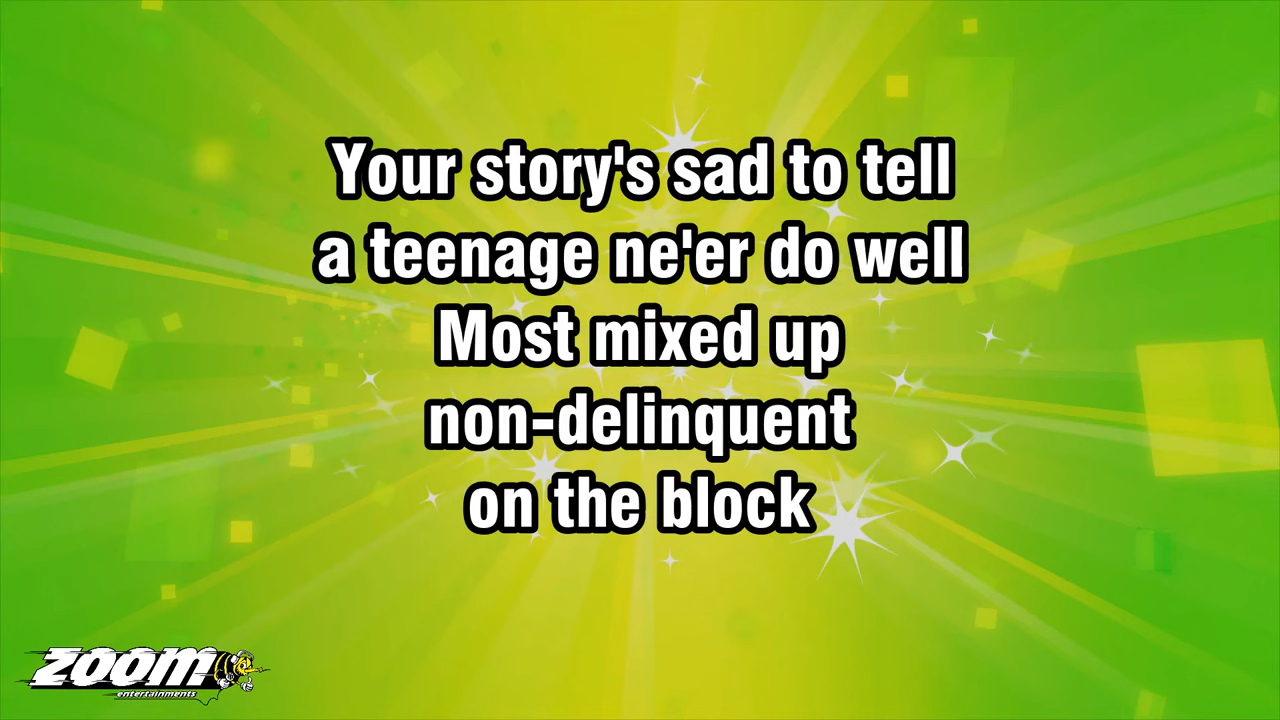 Your story's sad to tell
a teenage ne'er do well
Most mixed up
non-delinquent
on the block
zoom
entertainments